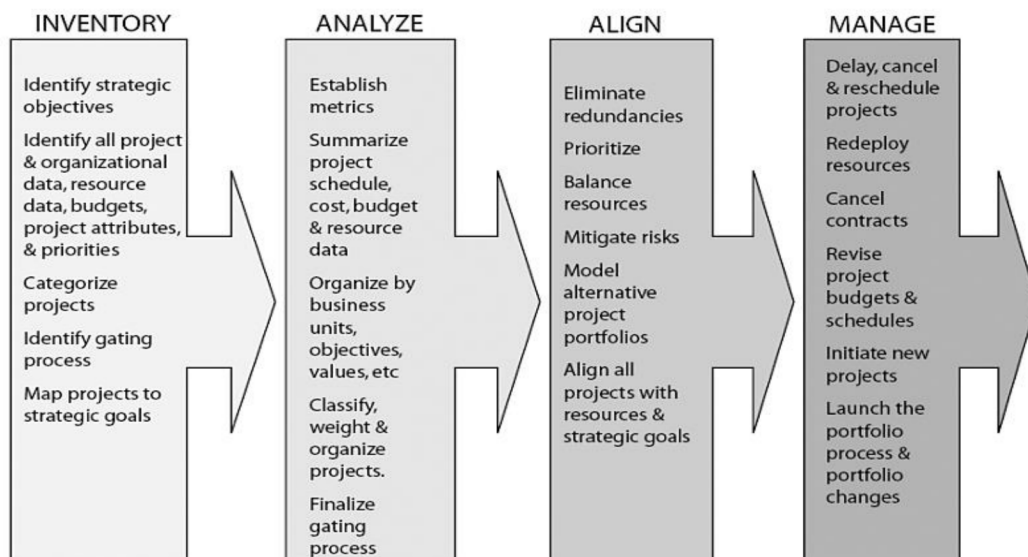 INVENTORY
Identify strategic
objectives
Identify all project
& organizational
data, resource
data, budgets,
project attributes,
& priorities
Categorize
projects
Identify gating
process
Map projects to
strategic goals
ANALYZE
Establish
metrics
Summarize
project
schedule,
cost, budget
& resource
data
Organize by
business
units,
objectives,
values, etc
Classify,
weight &
organize
projects.
Finalize
gating
process
ALIGN
Eliminate
redundancies
Prioritize
Balance
resources
Mitigate risks
Model
alternative
project
portfolios
Align all
projects with
resources &
strategic goals
MANAGE
Delay, cancel
& reschedule
projects
Redeploy
resources
Cancel
contracts
Revise
project
budgets &
schedules
Initiate new
projects
Launch the
portfolio
process &
portfolio
changes